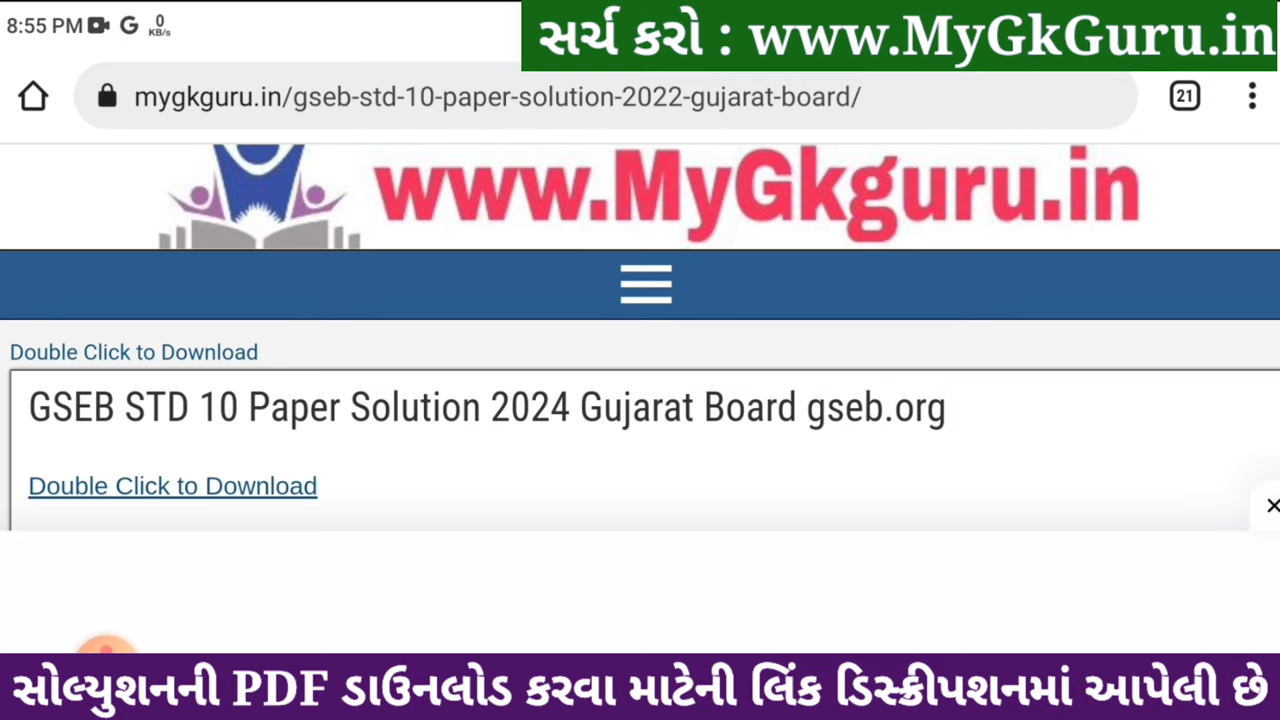 8:55 PM G 0 KB/s
સર્ચ કરો : www.MyGkGuru.in
mygkguru.in/gseb-std-10-paper-solution-2022-gujarat-board/
21
www.MyGkguru.in
Double Click to Download
GSEB STD 10 Paper Solution 2024 Gujarat Board gseb.org
Double Click to Download
સોલ્યુશનની PDF ડાઉનલોડ કરવા માટેની લિંક ડિસ્ક્રીપશનમાં આપેલી છે